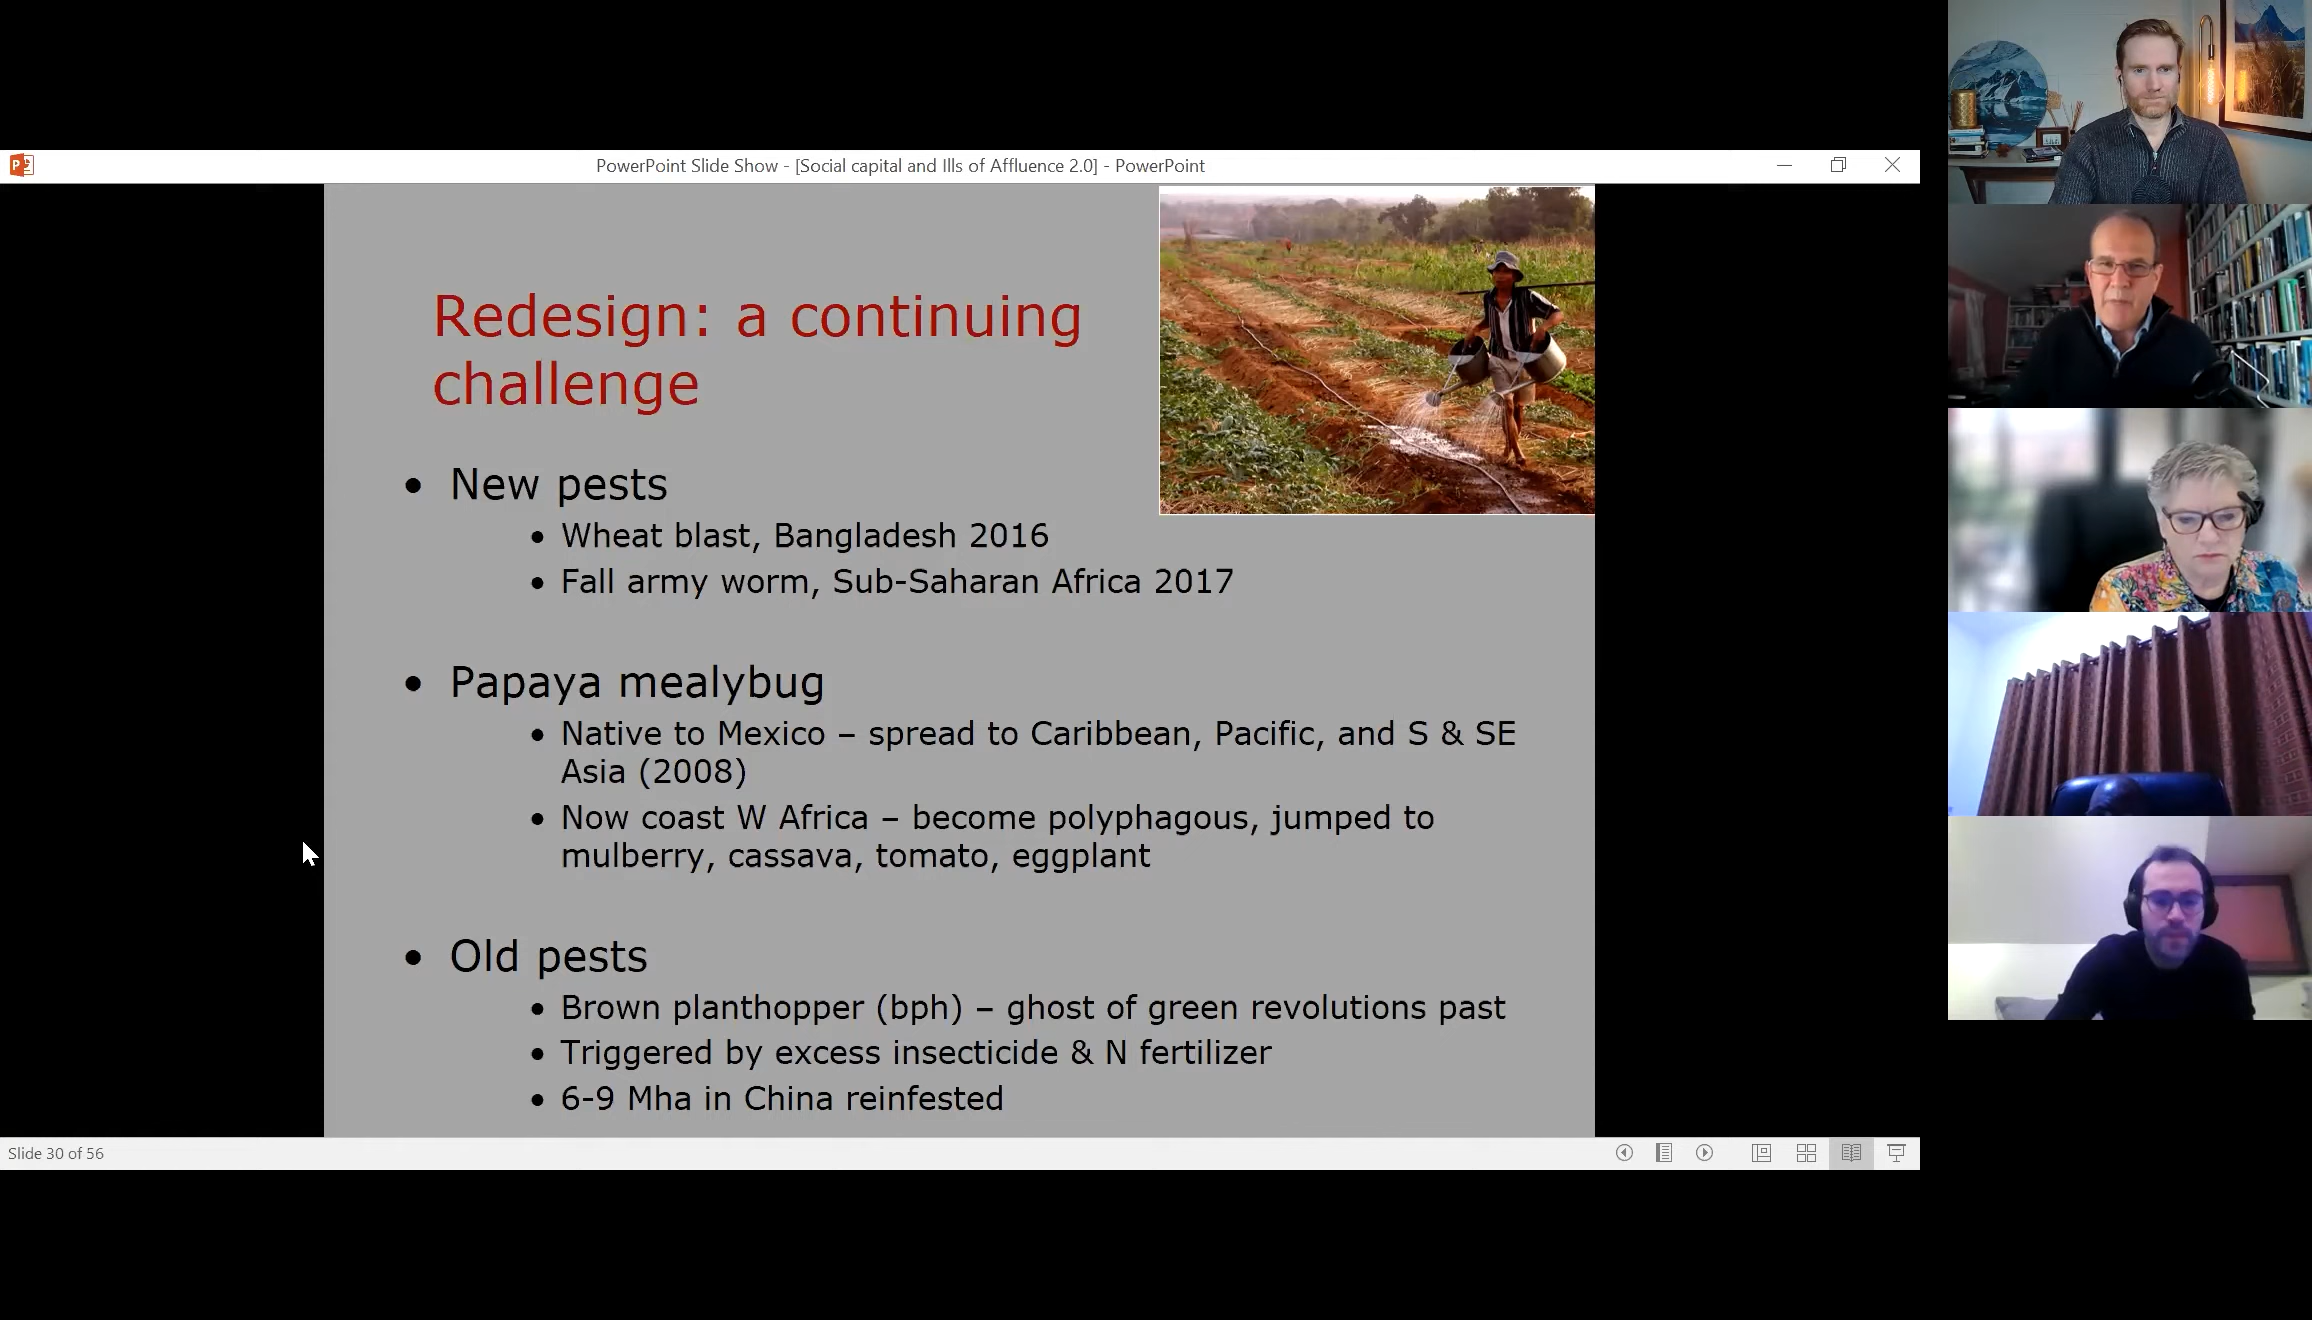 PowerPoint Slide Show - [Social capital and Ills of Affluence 2.0] - PowerPoint
Redesign: a continuing
challenge
• New pests
• Wheat blast, Bangladesh 2016
• Fall army worm, Sub-Saharan Africa 2017
• Papaya mealybug
• Native to Mexico – spread to Caribbean, Pacific, and S & SE
Asia (2008)
• Now coast W Africa – become polyphagous, jumped to
mulberry, cassava, tomato, eggplant
• Old pests
• Brown planthopper (bph) – ghost of green revolutions past
• Triggered by excess insecticide & N fertilizer
• 6-9 Mha in China reinfested
Slide 30 of 56